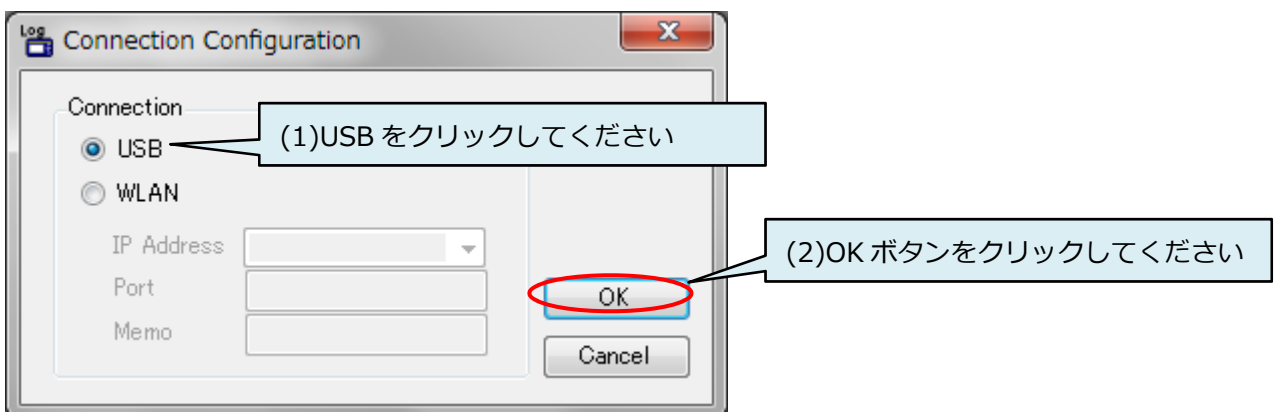 Log
Connection Configuration
Connection
(1)USB をクリックしてください
USB
WLAN
IP Address
(2)OK ボタンをクリックしてください
Port
OK
Memo
Cancel